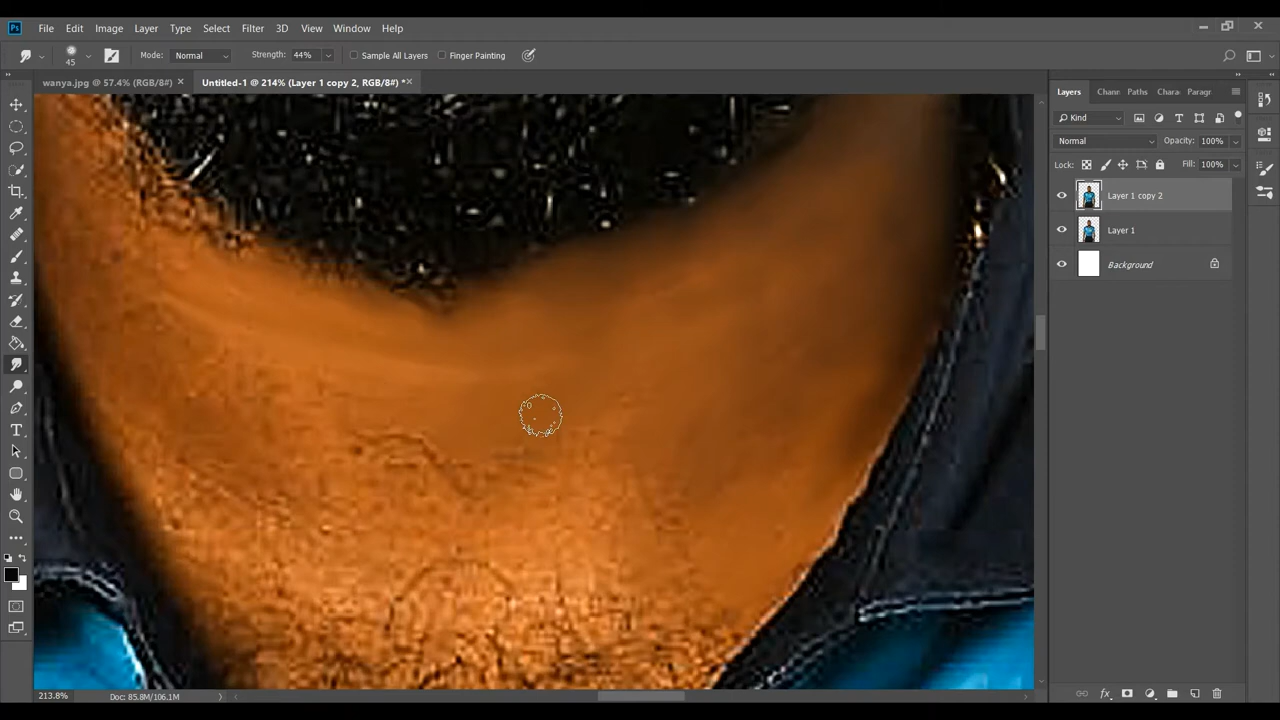 Ps File Edit Image Layer Type Select Filter 3D View Window Help
45 Mode: Normal Strength: 44% Sample All Layers Finger Painting
wanya.jpg @ 57.4% (RGB/8#) × Untitled-1 @ 214% (Layer 1 copy 2, RGB/8#) * ×
Layers Chann Paths Chara Paragr
Kind
Normal Opacity: 100%
Lock: Fill: 100%
Layer 1 copy 2
Layer 1
Background
213.8% Doc: 85.8M/106.1M